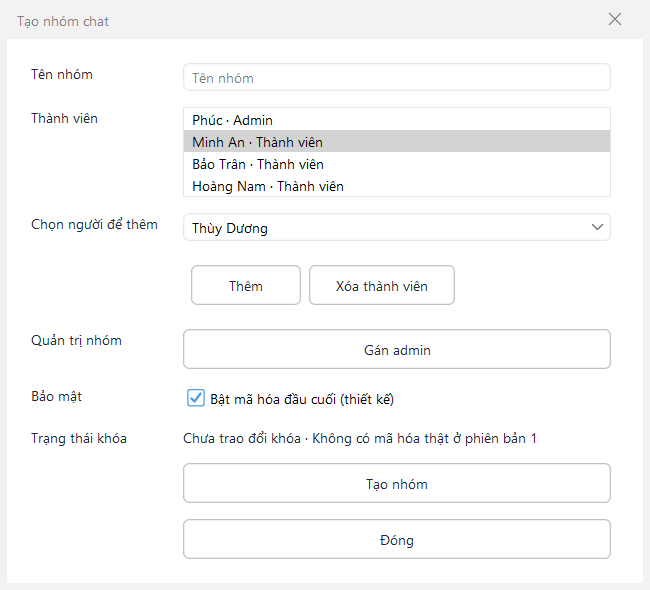 Tạo nhóm chat
Tên nhóm
Tên nhóm
Thành viên
Phúc · Admin
Minh An · Thành viên
Bảo Trân · Thành viên
Hoàng Nam · Thành viên
Chọn người để thêm
Thùy Dương
Thêm
Xóa thành viên
Quản trị nhóm
Gán admin
Bảo mật
Bật mã hóa đầu cuối (thiết kế)
Trạng thái khóa
Chưa trao đổi khóa · Không có mã hóa thật ở phiên bản 1
Tạo nhóm
Đóng